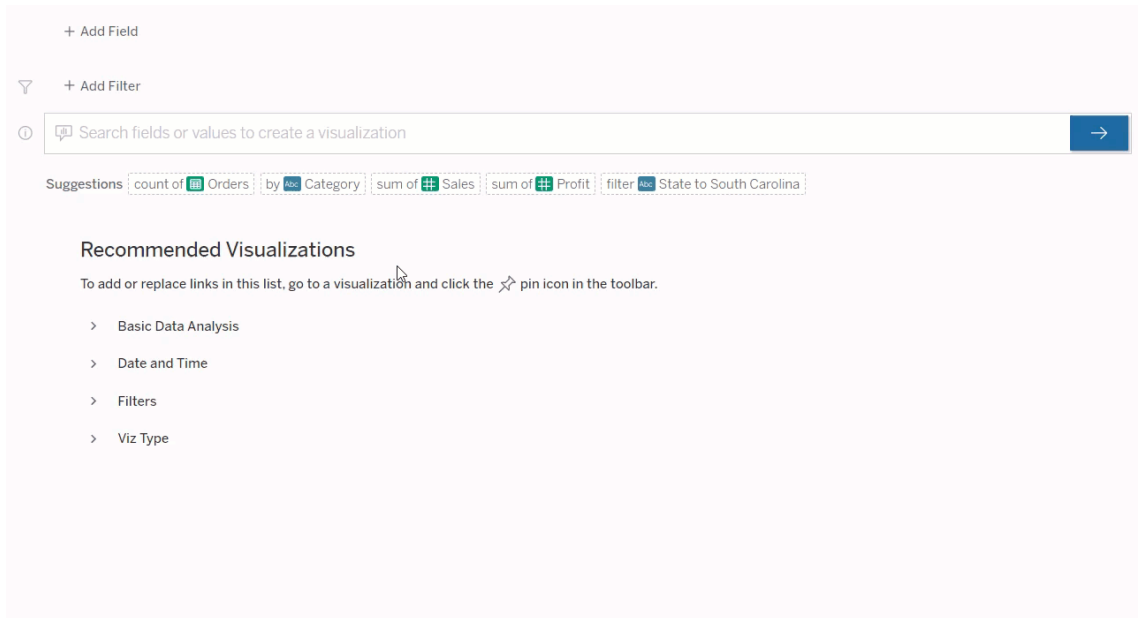 + Add Field
+ Add Filter
Search fields or values to create a visualization
Suggestions count of Orders by Abc Category sum of Sales sum of Profit filter Abc State to South Carolina
Recommended Visualizations
To add or replace links in this list, go to a visualization and click the pin icon in the toolbar.
Basic Data Analysis
Date and Time
Filters
Viz Type